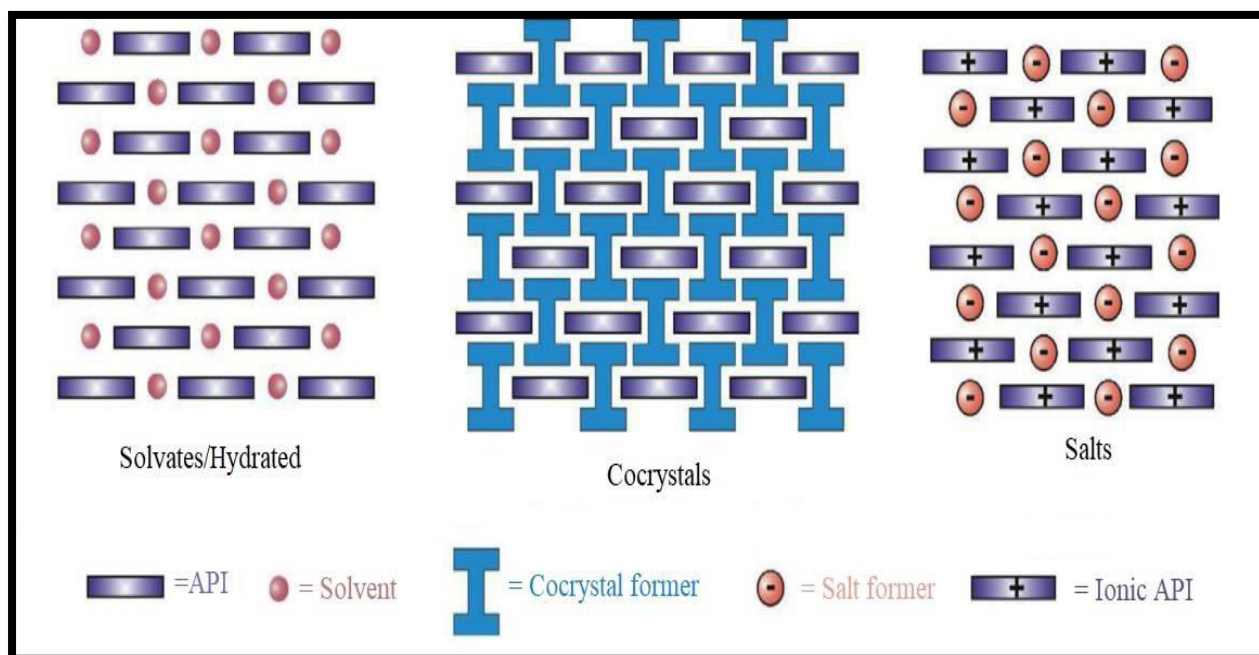 Solvates/Hydrated
Cocrystals
Salts
=API
= Solvent
= Cocrystal former
= Salt former
= Ionic API